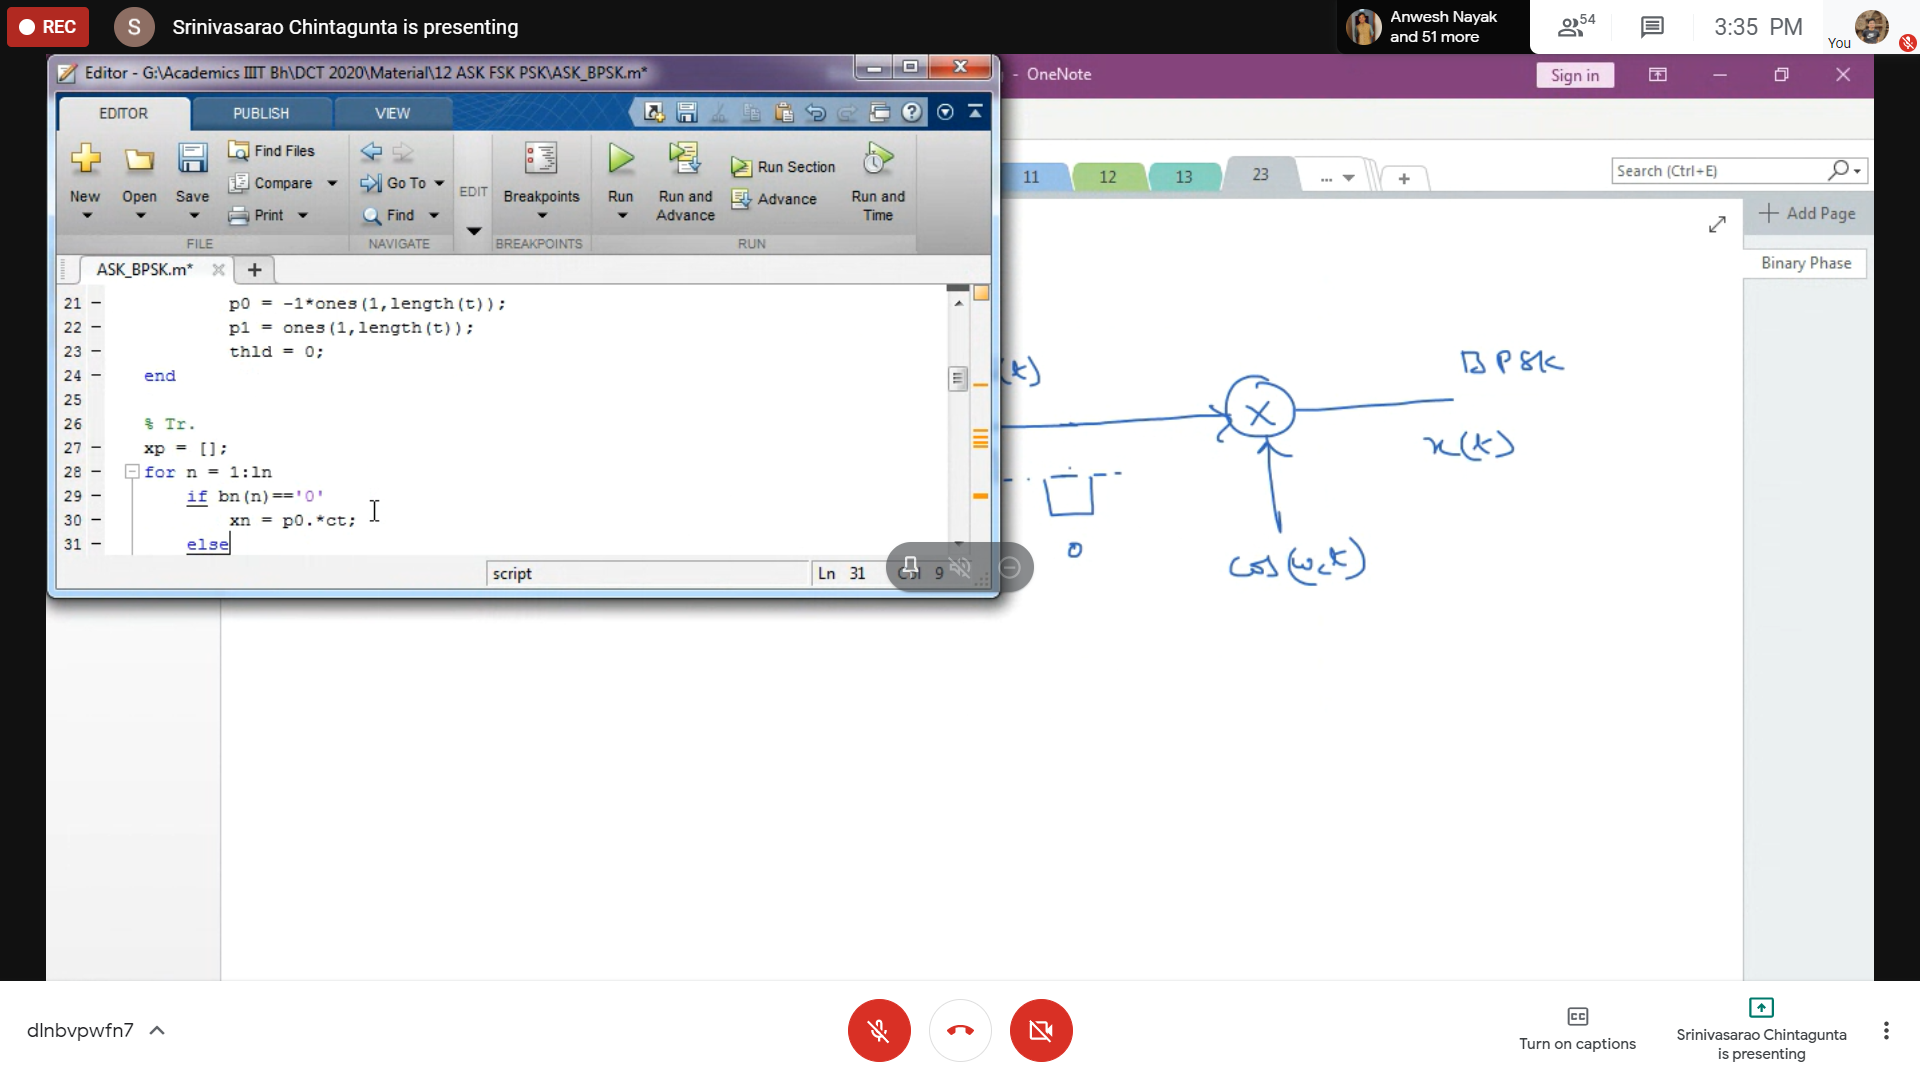 REC
S
Srinivasarao Chintagunta is presenting
Anwesh Nayak
and 51 more
54
3:35 PM
You
Editor - G:\Academics IIIT Bh\DCT 2020\Material\12 ASK FSK PSK\ASK_BPSK.m*
- OneNote
Sign in
EDITOR
PUBLISH
VIEW
New
Open
Save
Find Files
Compare
Print
FILE
Go To
Find
NAVIGATE
EDIT
Breakpoints
BREAKPOINTS
Run
Run and
Advance
Run Section
Advance
Run and
Time
RUN
11
12
13
23
...
+
Search (Ctrl+E)
Add Page
Binary Phase
ASK_BPSK.m*
21 - p0 = -1*ones(1,length(t));
22 - p1 = ones(1,length(t));
23 - thld = 0;
24 - end
25
26 % Tr.
27 - xp = [];
28 - for n = 1:ln
29 - if bn(n)=='0'
30 - xn = p0.*ct;
31 - else
script
Ln 31
Col 9
(t)
X
BPSK
x(t)
0
cos(ωct)
dlnbvpwfn7
CC
Turn on captions
Srinivasarao Chintagunta
is presenting